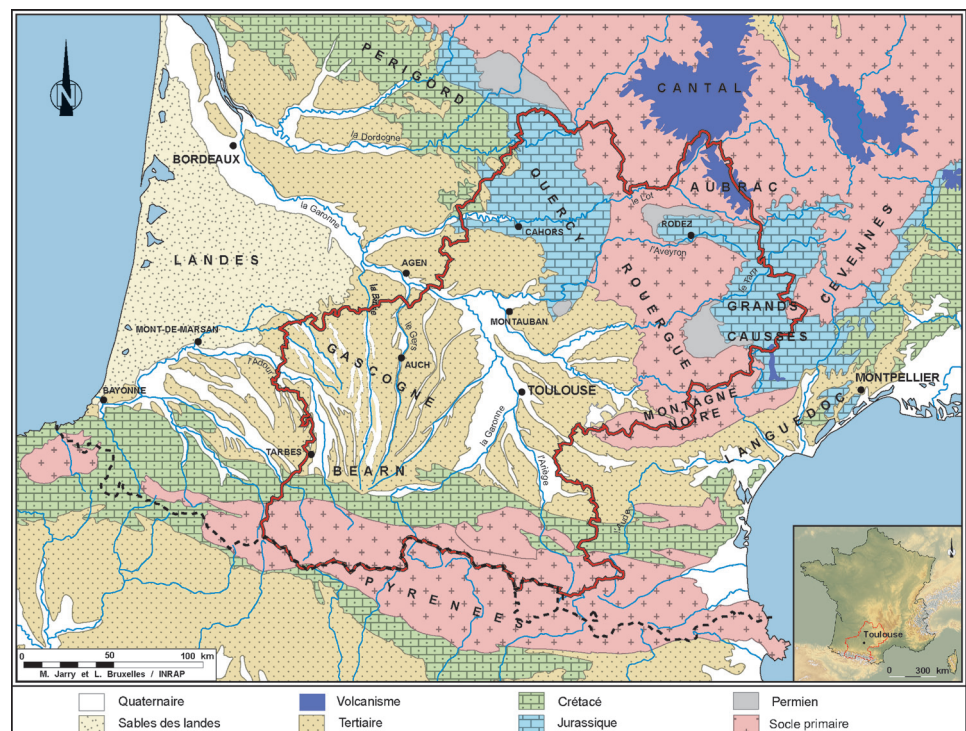 N
PERIGORD
CANTAL
la Dordogne
BORDEAUX
QUERCY
AUBRAC
la Garonne
le Lot
CAHORS
RODEZ
CEVENNES
l'Aveyron
LANDES
AGEN
le Tarn
ROUERGUE
GRANDS
CAUSSES
la Baïse
MONTAUBAN
MONT-DE-MARSAN
le Gers
GASCOGNE
l'Adour
AUCH
TOULOUSE
MONTPELLIER
BAYONNE
MONTAGNE
NOIRE
LANGUEDOC
la Garonne
TARBES
BEARN
l'Ariège
l'Aude
PYRENEES
Toulouse
0 50 100 km
M. Jarry et L. Bruxelles / INRAP
0 300 km
Quaternaire
Volcanisme
Crétacé
Permien
Sables des landes
Tertiaire
Jurassique
Socle primaire